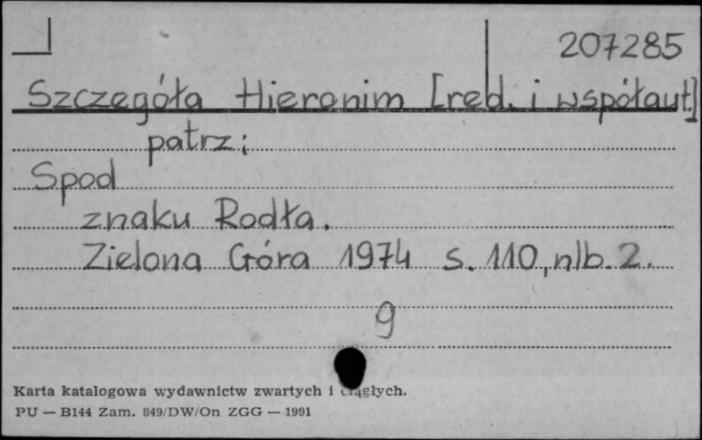 207285
Szczegóła Hieronim [red. i współaut.]
patrz:
Spod
znaku Rodła.
Zielona Góra 1974 s. 110, nlb. 2.
9
Karta katalogowa wydawnictw zwartych i ciągłych.
PU — B144 Zam. 849/DW/On ZGG — 1991